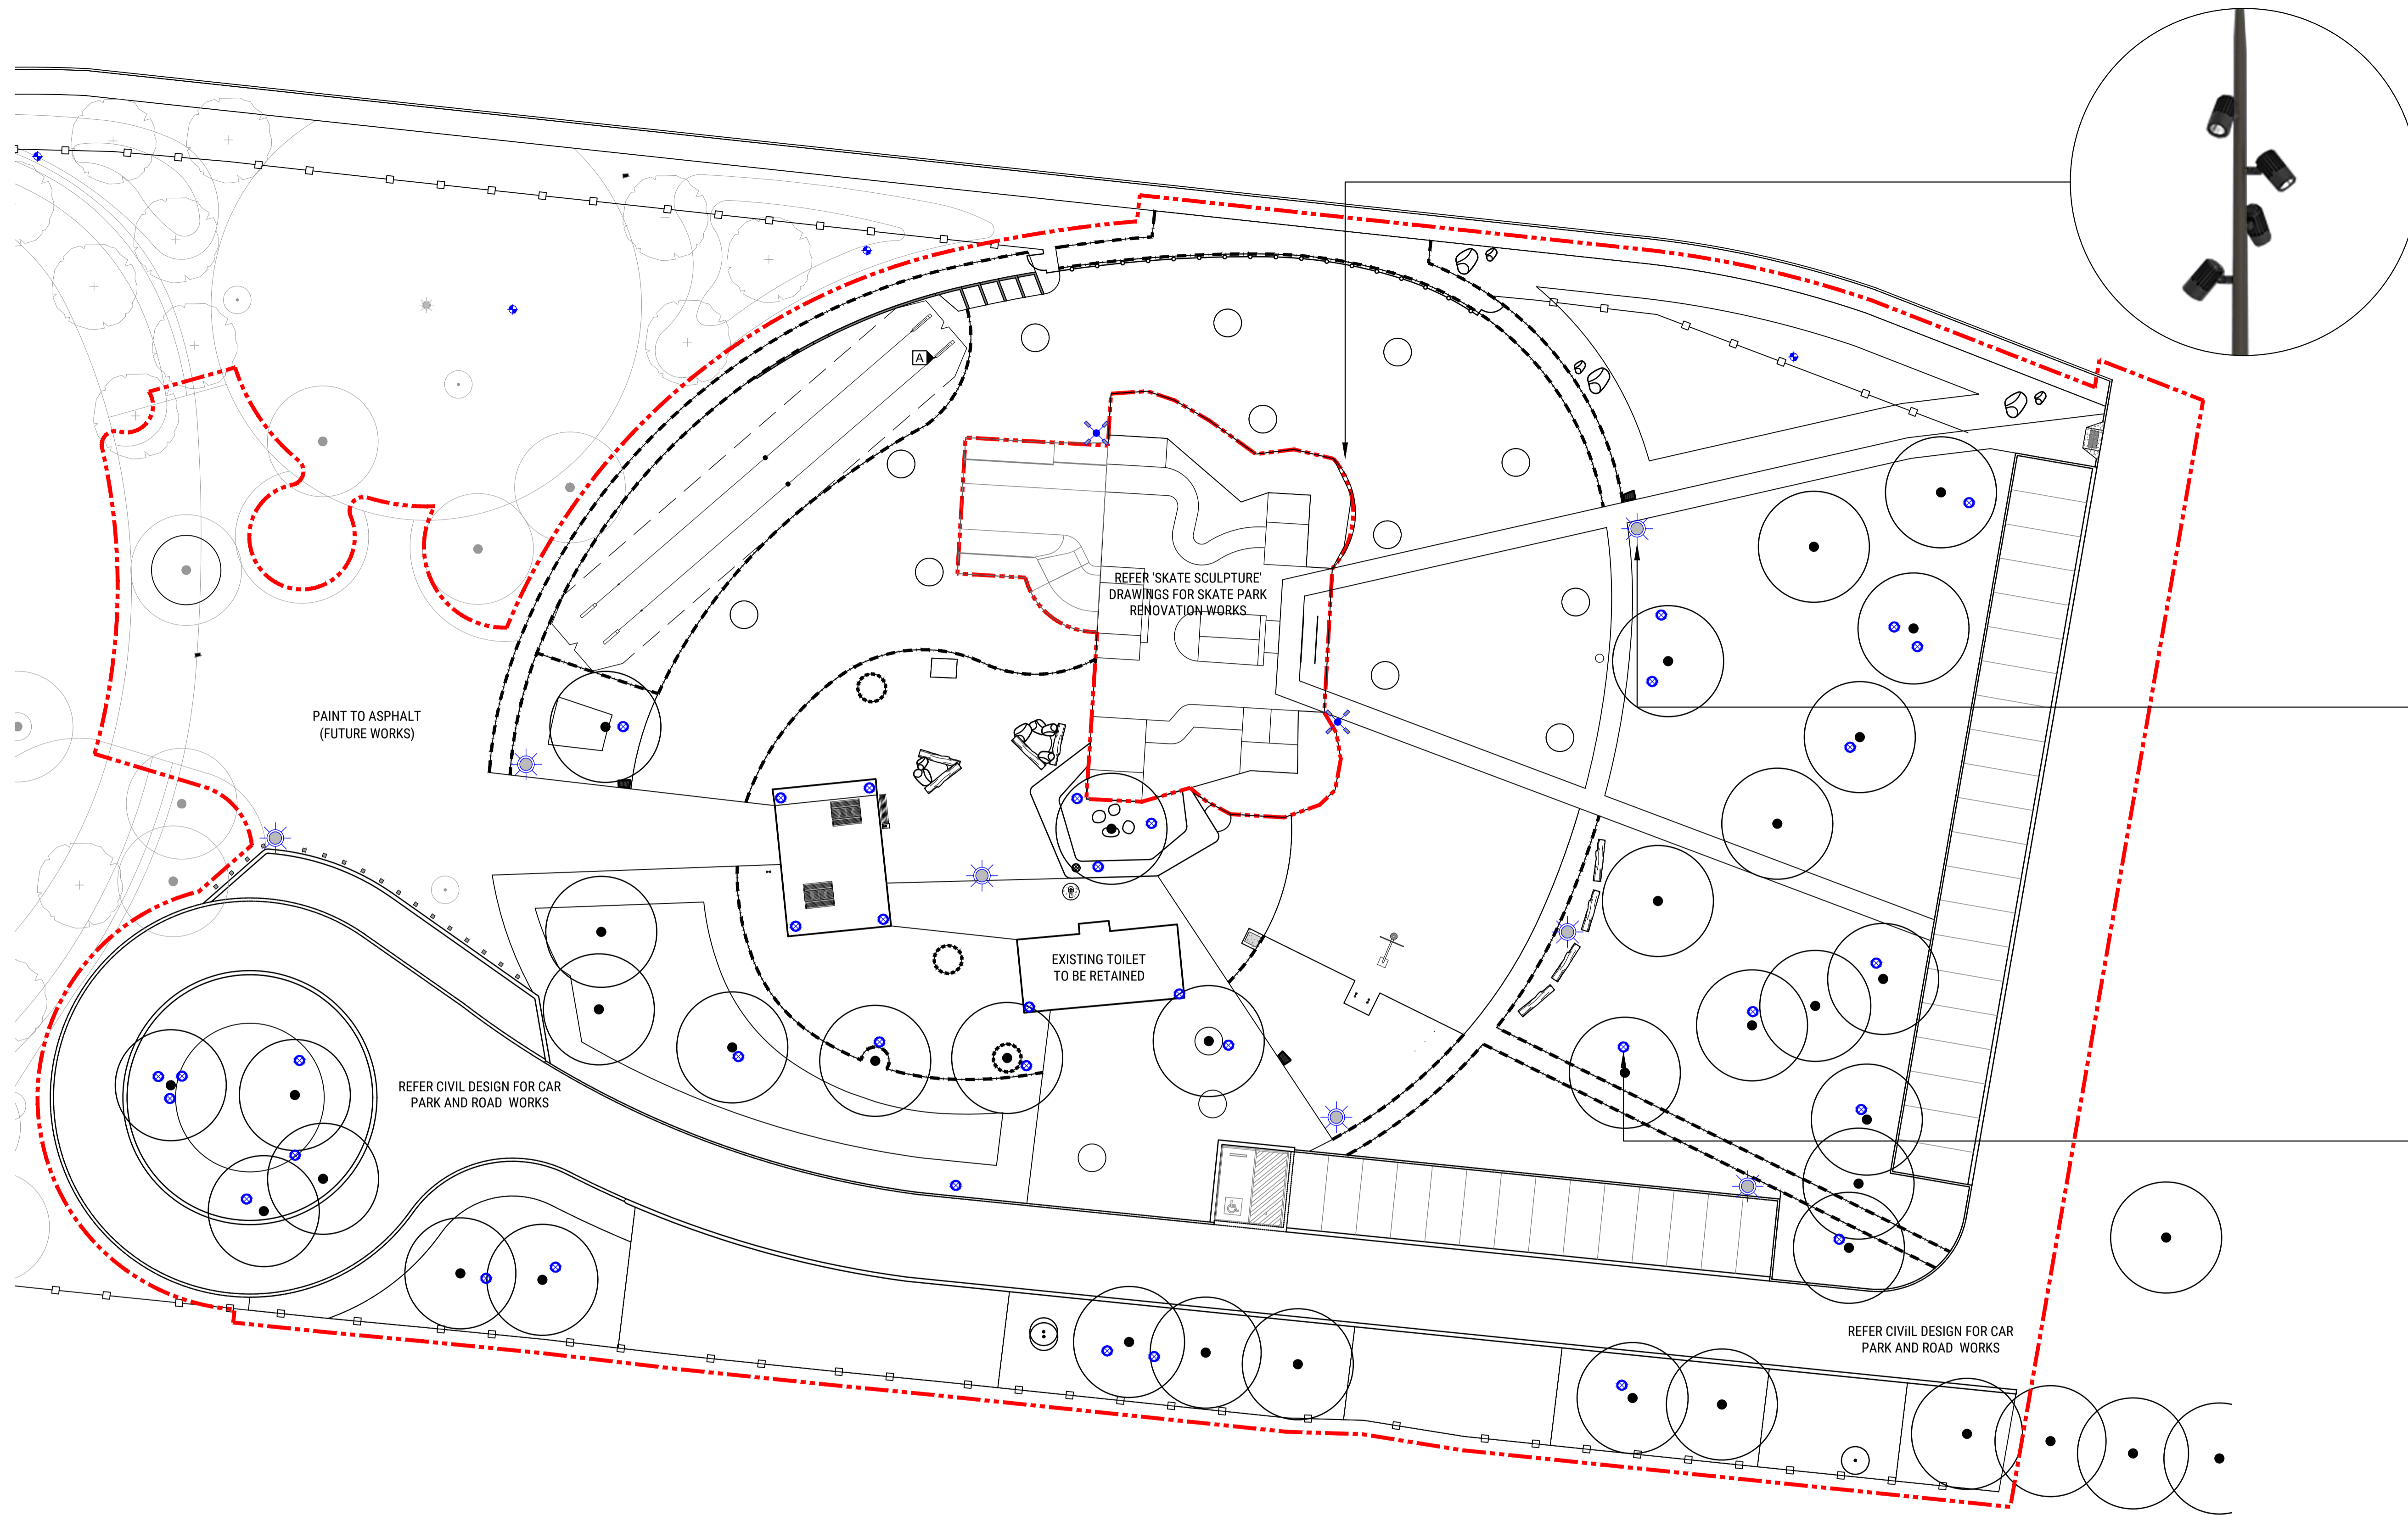 A
REFER 'SKATE SCULPTURE'
DRAWINGS FOR SKATE PARK
RENOVATION WORKS
PAINT TO ASPHALT
(FUTURE WORKS)
EXISTING TOILET
TO BE RETAINED
REFER CIVIL DESIGN FOR CAR
PARK AND ROAD WORKS
REFER CIViIL DESIGN FOR CAR
PARK AND ROAD WORKS